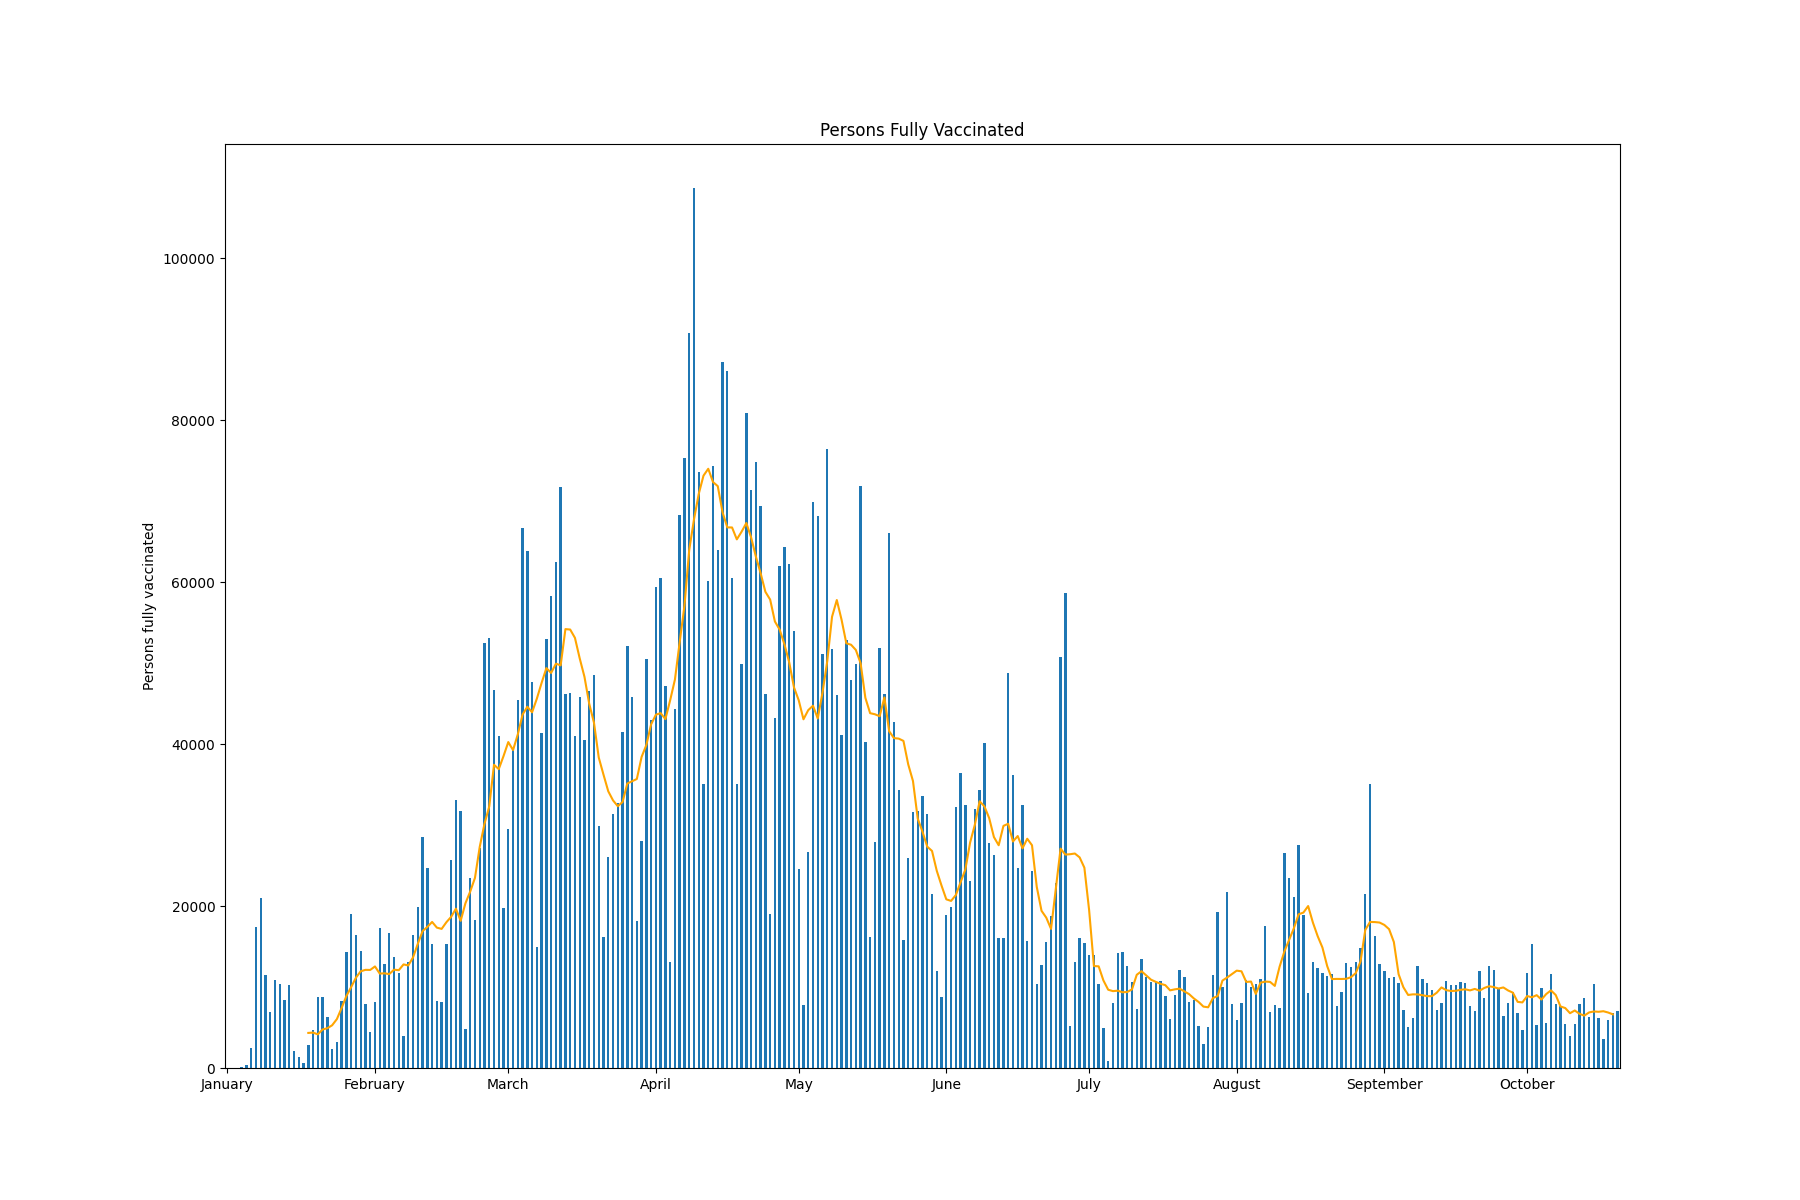 Persons Fully Vaccinated
Persons fully vaccinated
100000
80000
60000
40000
20000
0
January February March April May June July August September October